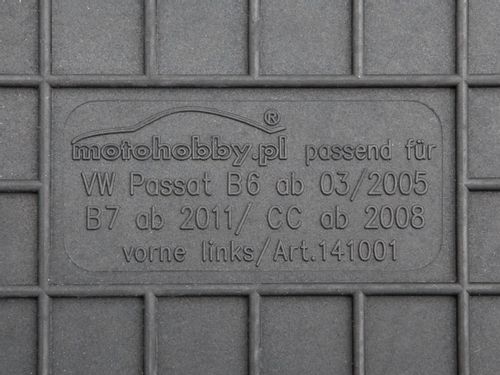 motohobby.pl® passend für
VW Passat B6 ab 03/2005
B7 ab 2011/ CC ab 2008
vorne links/Art.141001